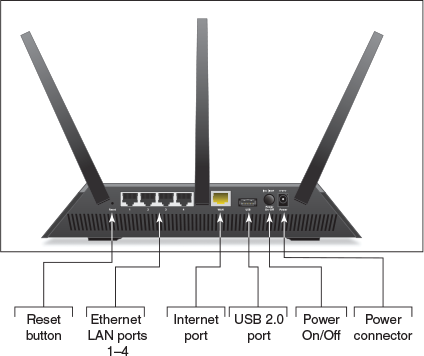 Reset
button
Ethernet
LAN ports
1–4
Internet
port
USB 2.0
port
Power
On/Off
Power
connector